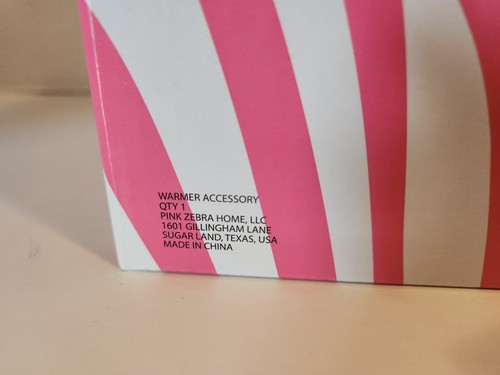 WARMER ACCESSORY
QTY 1
PINK ZEBRA HOME, LLC
1601 GILLINGHAM LANE
SUGAR LAND, TEXAS, USA
MADE IN CHINA